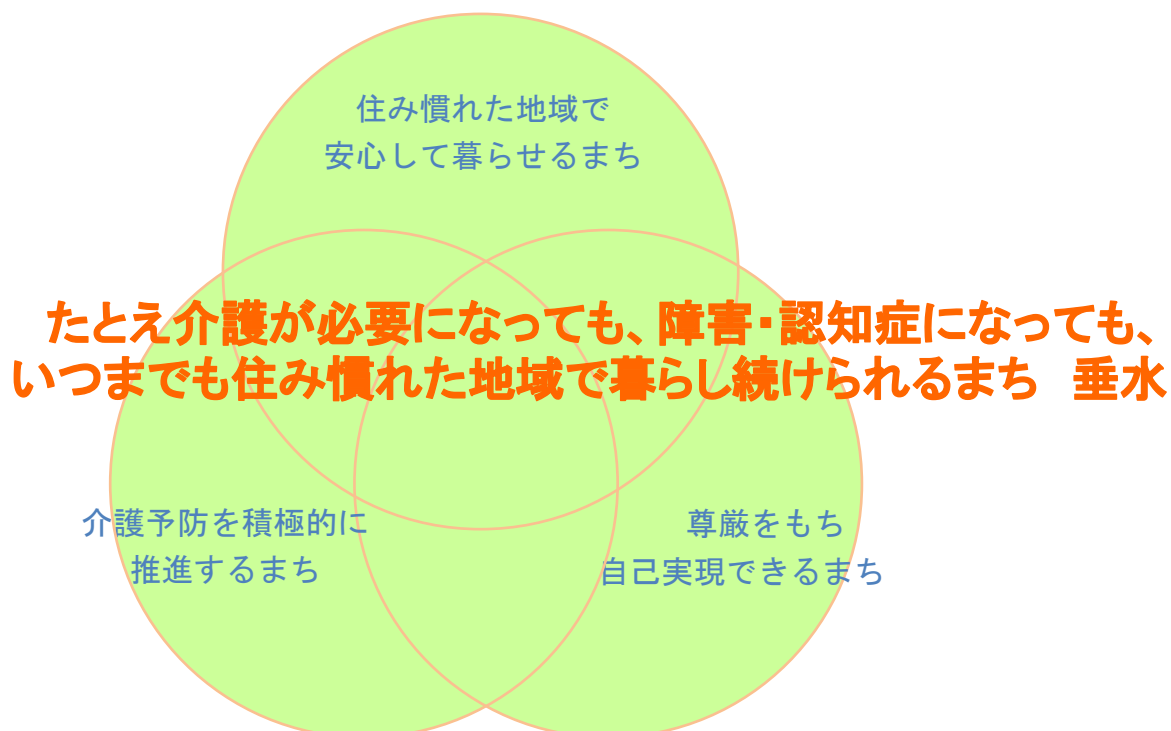 住み慣れた地域で
安心して暮らせるまち
たとえ介護が必要になっても、障害・認知症になっても、
いつまでも住み慣れた地域で暮らし続けられるまち　垂水
介護予防を積極的に
推進するまち
尊厳をもち
自己実現できるまち